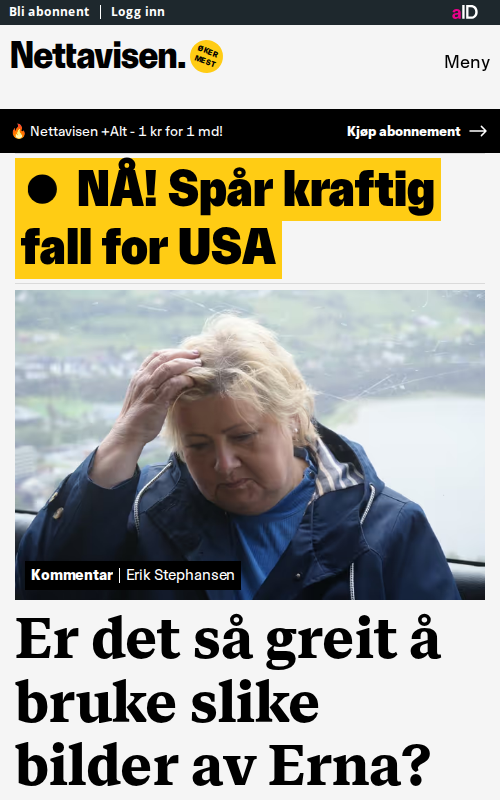 Bli abonnent | Logg inn
aID
Nettavisen.
ØKER
MEST
Meny
🔥 Nettavisen +Alt - 1 kr for 1 md!
Kjøp abonnement →
● NÅ! Spår kraftig
fall for USA
Kommentar | Erik Stephansen
Er det så greit å
bruke slike
bilder av Erna?